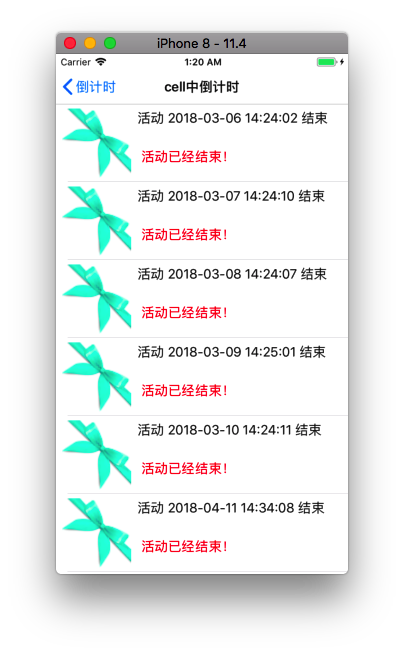 iPhone 8 - 11.4
Carrier 1:20 AM
倒计时 cell中倒计时
活动 2018-03-06 14:24:02 结束
活动已经结束！
活动 2018-03-07 14:24:10 结束
活动已经结束！
活动 2018-03-08 14:24:07 结束
活动已经结束！
活动 2018-03-09 14:25:01 结束
活动已经结束！
活动 2018-03-10 14:24:11 结束
活动已经结束！
活动 2018-04-11 14:34:08 结束
活动已经结束！